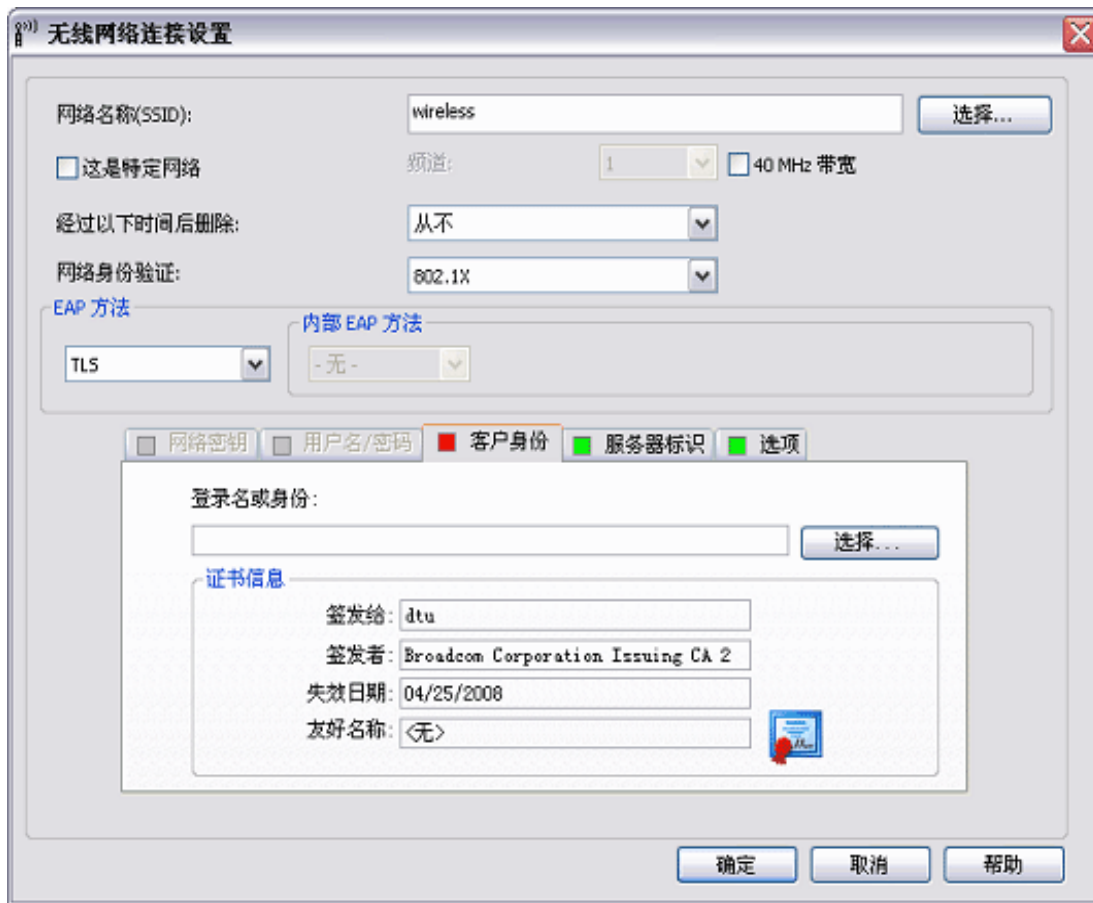 无线网络连接设置
网络名称(SSID): wireless 选择...
这是特定网络 频道: 1 40 MHz 带宽
经过以下时间后删除: 从不
网络身份验证: 802.1X
EAP 方法
内部 EAP 方法
TLS - 无 -
网络密钥 用户名/密码 客户身份 服务器标识 选项
登录名或身份:
选择...
证书信息
签发给: dtu
签发者: Broadcom Corporation Issuing CA 2
失效日期: 04/25/2008
友好名称: <无>
确定 取消 帮助